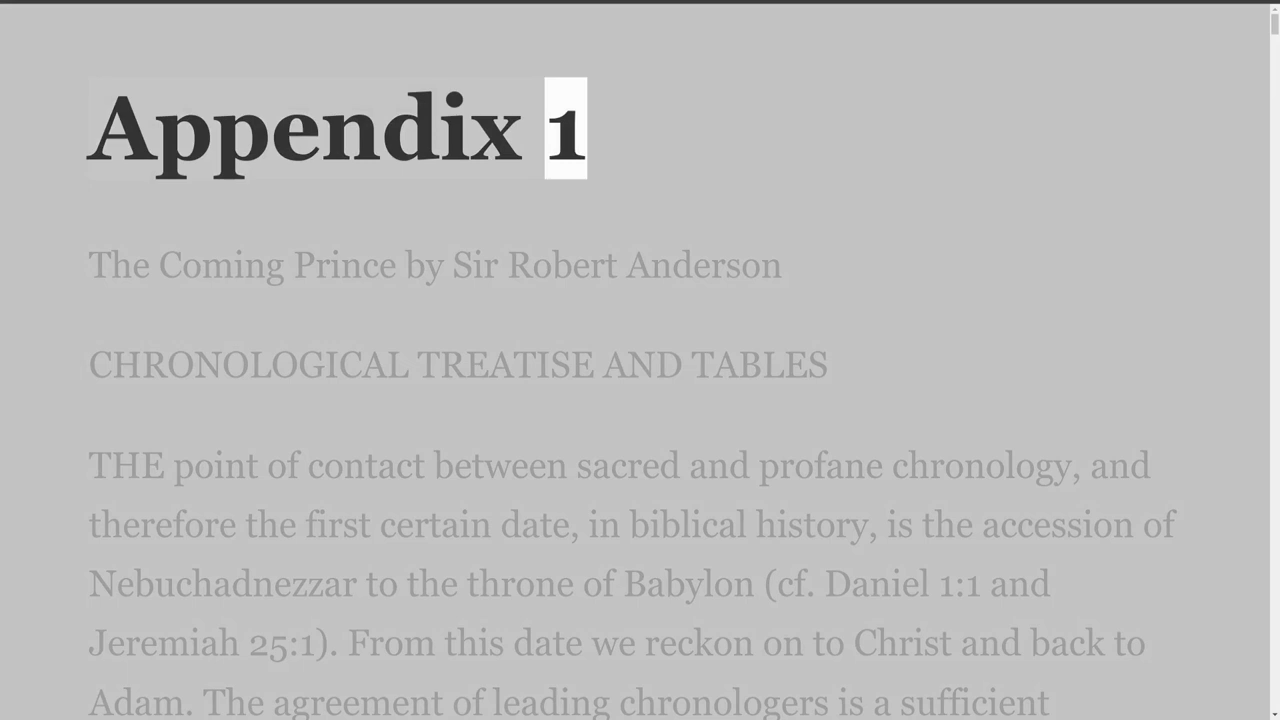 Appendix 1
The Coming Prince by Sir Robert Anderson
CHRONOLOGICAL TREATISE AND TABLES
THE point of contact between sacred and profane chronology, and
therefore the first certain date, in biblical history, is the accession of
Nebuchadnezzar to the throne of Babylon (cf. Daniel 1:1 and
Jeremiah 25:1). From this date we reckon on to Christ and back to
Adam. The agreement of leading chronologers is a sufficient